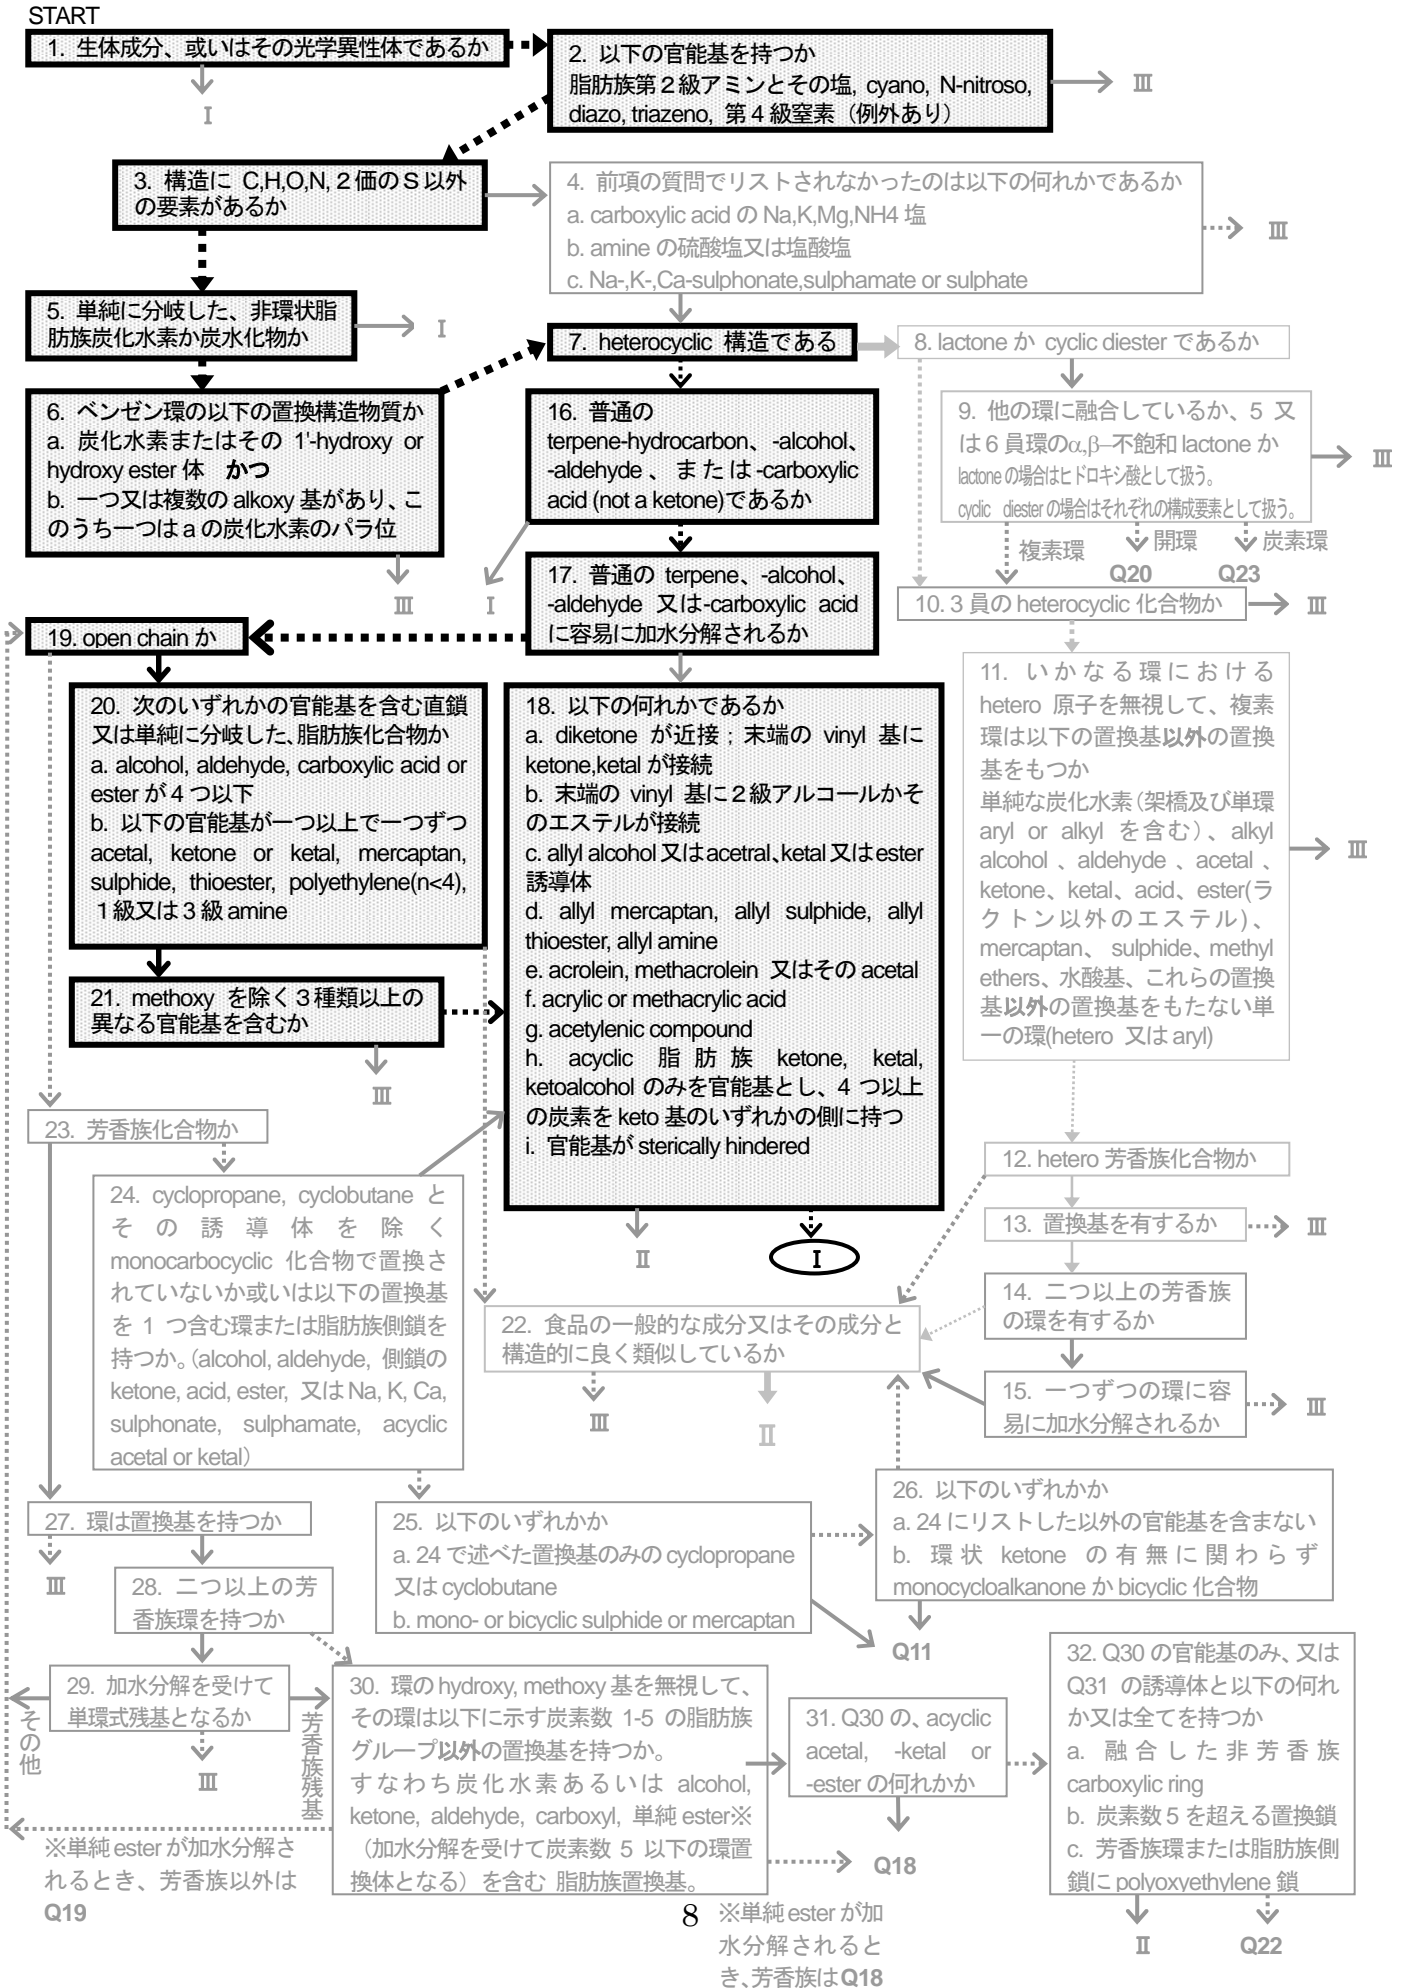 START
1. 生体成分、或いはその光学異性体であるか
I
2. 以下の官能基を持つか
脂肪族第２級アミンとその塩, cyano, N-nitroso,
diazo, triazeno, 第４級窒素（例外あり）
III
3. 構造に C,H,O,N,２価のＳ以外
の要素があるか
4. 前項の質問でリストされなかったのは以下の何れかであるか
a. carboxylic acid の Na,K,Mg,NH4 塩
b. amine の硫酸塩又は塩酸塩
c. Na-,K-,Ca-sulphonate,sulphamate or sulphate
III
5. 単純に分岐した、非環状脂
肪族炭化水素か炭水化物か
I
6. ベンゼン環の以下の置換構造物質か
a. 炭化水素またはその 1'-hydroxy or
hydroxy ester 体　かつ
b. 一つ又は複数の alkoxy 基があり、こ
のうち一つは a の炭化水素のパラ位
III
7. heterocyclic 構造である
8. lactone か cyclic diester であるか
9. 他の環に融合しているか、5 又
は 6 員環のα,β–不飽和 lactone か
lactone の場合はヒドロキシ酸として扱う。
cyclic diester の場合はそれぞれの構成要素として扱う。
III
複素環
開環
炭素環
Q20
Q23
10. 3 員の heterocyclic 化合物か
III
16. 普通の
terpene-hydrocarbon、-alcohol、
-aldehyde 、または-carboxylic
acid (not a ketone)であるか
I
17. 普通の terpene、-alcohol、
-aldehyde 又は-carboxylic acid
に容易に加水分解されるか
19. open chain か
20. 次のいずれかの官能基を含む直鎖
又は単純に分岐した、脂肪族化合物か
a. alcohol, aldehyde, carboxylic acid or
ester が 4 つ以下
b. 以下の官能基が一つ以上で一つずつ
acetal, ketone or ketal, mercaptan,
sulphide, thioester, polyethylene(n<4),
１級又は３級 amine
21. methoxy を除く３種類以上の
異なる官能基を含むか
III
18. 以下の何れかであるか
a. diketone が近接；末端の vinyl 基に
ketone,ketal が接続
b. 末端の vinyl 基に２級アルコールかそ
のエステルが接続
c. allyl alcohol 又は acetral、ketal 又は ester
誘導体
d. allyl mercaptan, allyl sulphide, allyl
thioester, allyl amine
e. acrolein, methacrolein 又はその acetal
f. acrylic or methacrylic acid
g. acetylenic compound
h. acyclic 脂肪族 ketone, ketal,
ketoalcohol のみを官能基とし、4 つ以上
の炭素を keto 基のいずれかの側に持つ
i. 官能基が sterically hindered
II
I
11. いかなる環における
hetero 原子を無視して、複素
環は以下の置換基以外の置換
基をもつか
単純な炭化水素（架橋及び単環
aryl or alkyl を含む）、alkyl
alcohol 、aldehyde 、acetal 、
ketone、ketal、acid、ester(ラ
クトン以外のエステル)、
mercaptan、 sulphide、methyl
ethers、水酸基、これらの置換
基以外の置換基をもたない単
一の環(hetero 又は aryl)
III
12. hetero 芳香族化合物か
13. 置換基を有するか
III
14. 二つ以上の芳香族
の環を有するか
15. 一つずつの環に容
易に加水分解されるか
III
22. 食品の一般的な成分又はその成分と
構造的に良く類似しているか
III
II
23. 芳香族化合物か
24. cyclopropane, cyclobutane と
その誘導体を除く
monocarbocyclic 化合物で置換さ
れていないか或いは以下の置換基
を 1 つ含む環または脂肪族側鎖を
持つか。（alcohol, aldehyde, 側鎖の
ketone, acid, ester, 又は Na, K, Ca,
sulphonate, sulphamate, acyclic
acetal or ketal）
25. 以下のいずれかか
a. 24 で述べた置換基のみの cyclopropane
又は cyclobutane
b. mono- or bicyclic sulphide or mercaptan
26. 以下のいずれかか
a. 24 にリストした以外の官能基を含まない
b. 環状 ketone の有無に関わらず
monocycloalkanone か bicyclic 化合物
Q11
27. 環は置換基を持つか
III
28. 二つ以上の芳
香族環を持つか
29. 加水分解を受けて
単環式残基となるか
その他
芳香族残基
III
30. 環の hydroxy, methoxy 基を無視して、
その環は以下に示す炭素数 1-5 の脂肪族
グループ以外の置換基を持つか。
すなわち炭化水素あるいは alcohol,
ketone, aldehyde, carboxyl, 単純 ester※
（加水分解を受けて炭素数 5 以下の環置
換体となる）を含む 脂肪族置換基。
31. Q30 の、acyclic
acetal, -ketal or
-ester の何れかか
Q18
32. Q30 の官能基のみ、又は
Q31 の誘導体と以下の何れ
か又は全てを持つか
a. 融合した非芳香族
carboxylic ring
b. 炭素数 5 を超える置換鎖
c. 芳香族環または脂肪族側
鎖に polyoxyethylene 鎖
II
Q22
※単純 ester が加水分解さ
れるとき、芳香族以外は
Q19
8
※単純 ester が加
水分解されると
き、芳香族は Q18